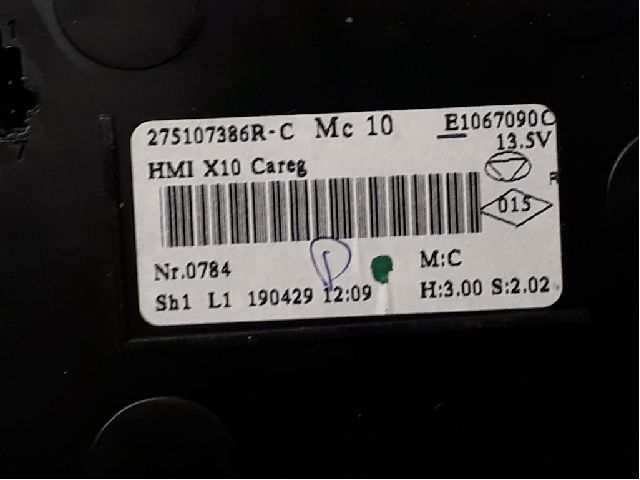 275107386R-C Mc 10 E1067090C
13.5V
HMI X10 Careg
015
Nr.0784
M:C
Sh1 L1 190429 12:09
H:3.00 S:2.02